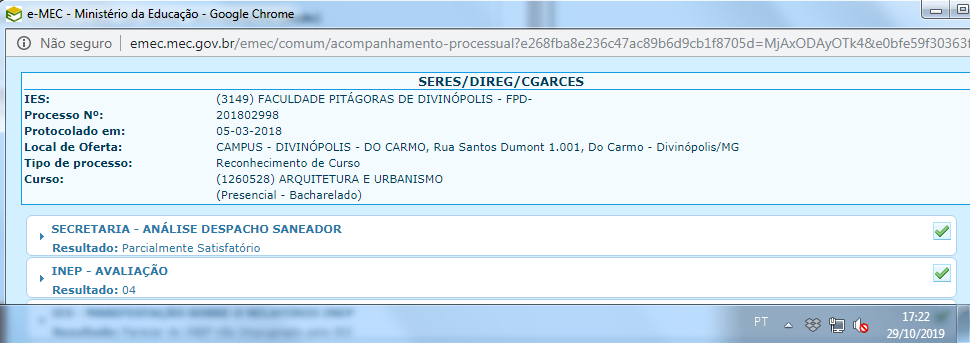 e-MEC - Ministério da Educação - Google Chrome
Não seguro | emec.mec.gov.br/emec/comum/acompanhamento-processual?e268fba8e236c47ac89b6d9cb1f8705d=MjAxODAyOTk4&e0bfe59f30363f
SERES/DIREG/CGARCES
IES: (3149) FACULDADE PITÁGORAS DE DIVINÓPOLIS - FPD-
Processo Nº: 201802998
Protocolado em: 05-03-2018
Local de Oferta: CAMPUS - DIVINÓPOLIS - DO CARMO, Rua Santos Dumont 1.001, Do Carmo - Divinópolis/MG
Tipo de processo: Reconhecimento de Curso
Curso: (1260528) ARQUITETURA E URBANISMO
(Presencial - Bacharelado)
SECRETARIA - ANÁLISE DESPACHO SANEADOR
Resultado: Parcialmente Satisfatório
INEP - AVALIAÇÃO
Resultado: 04
PT
17:22
29/10/2019